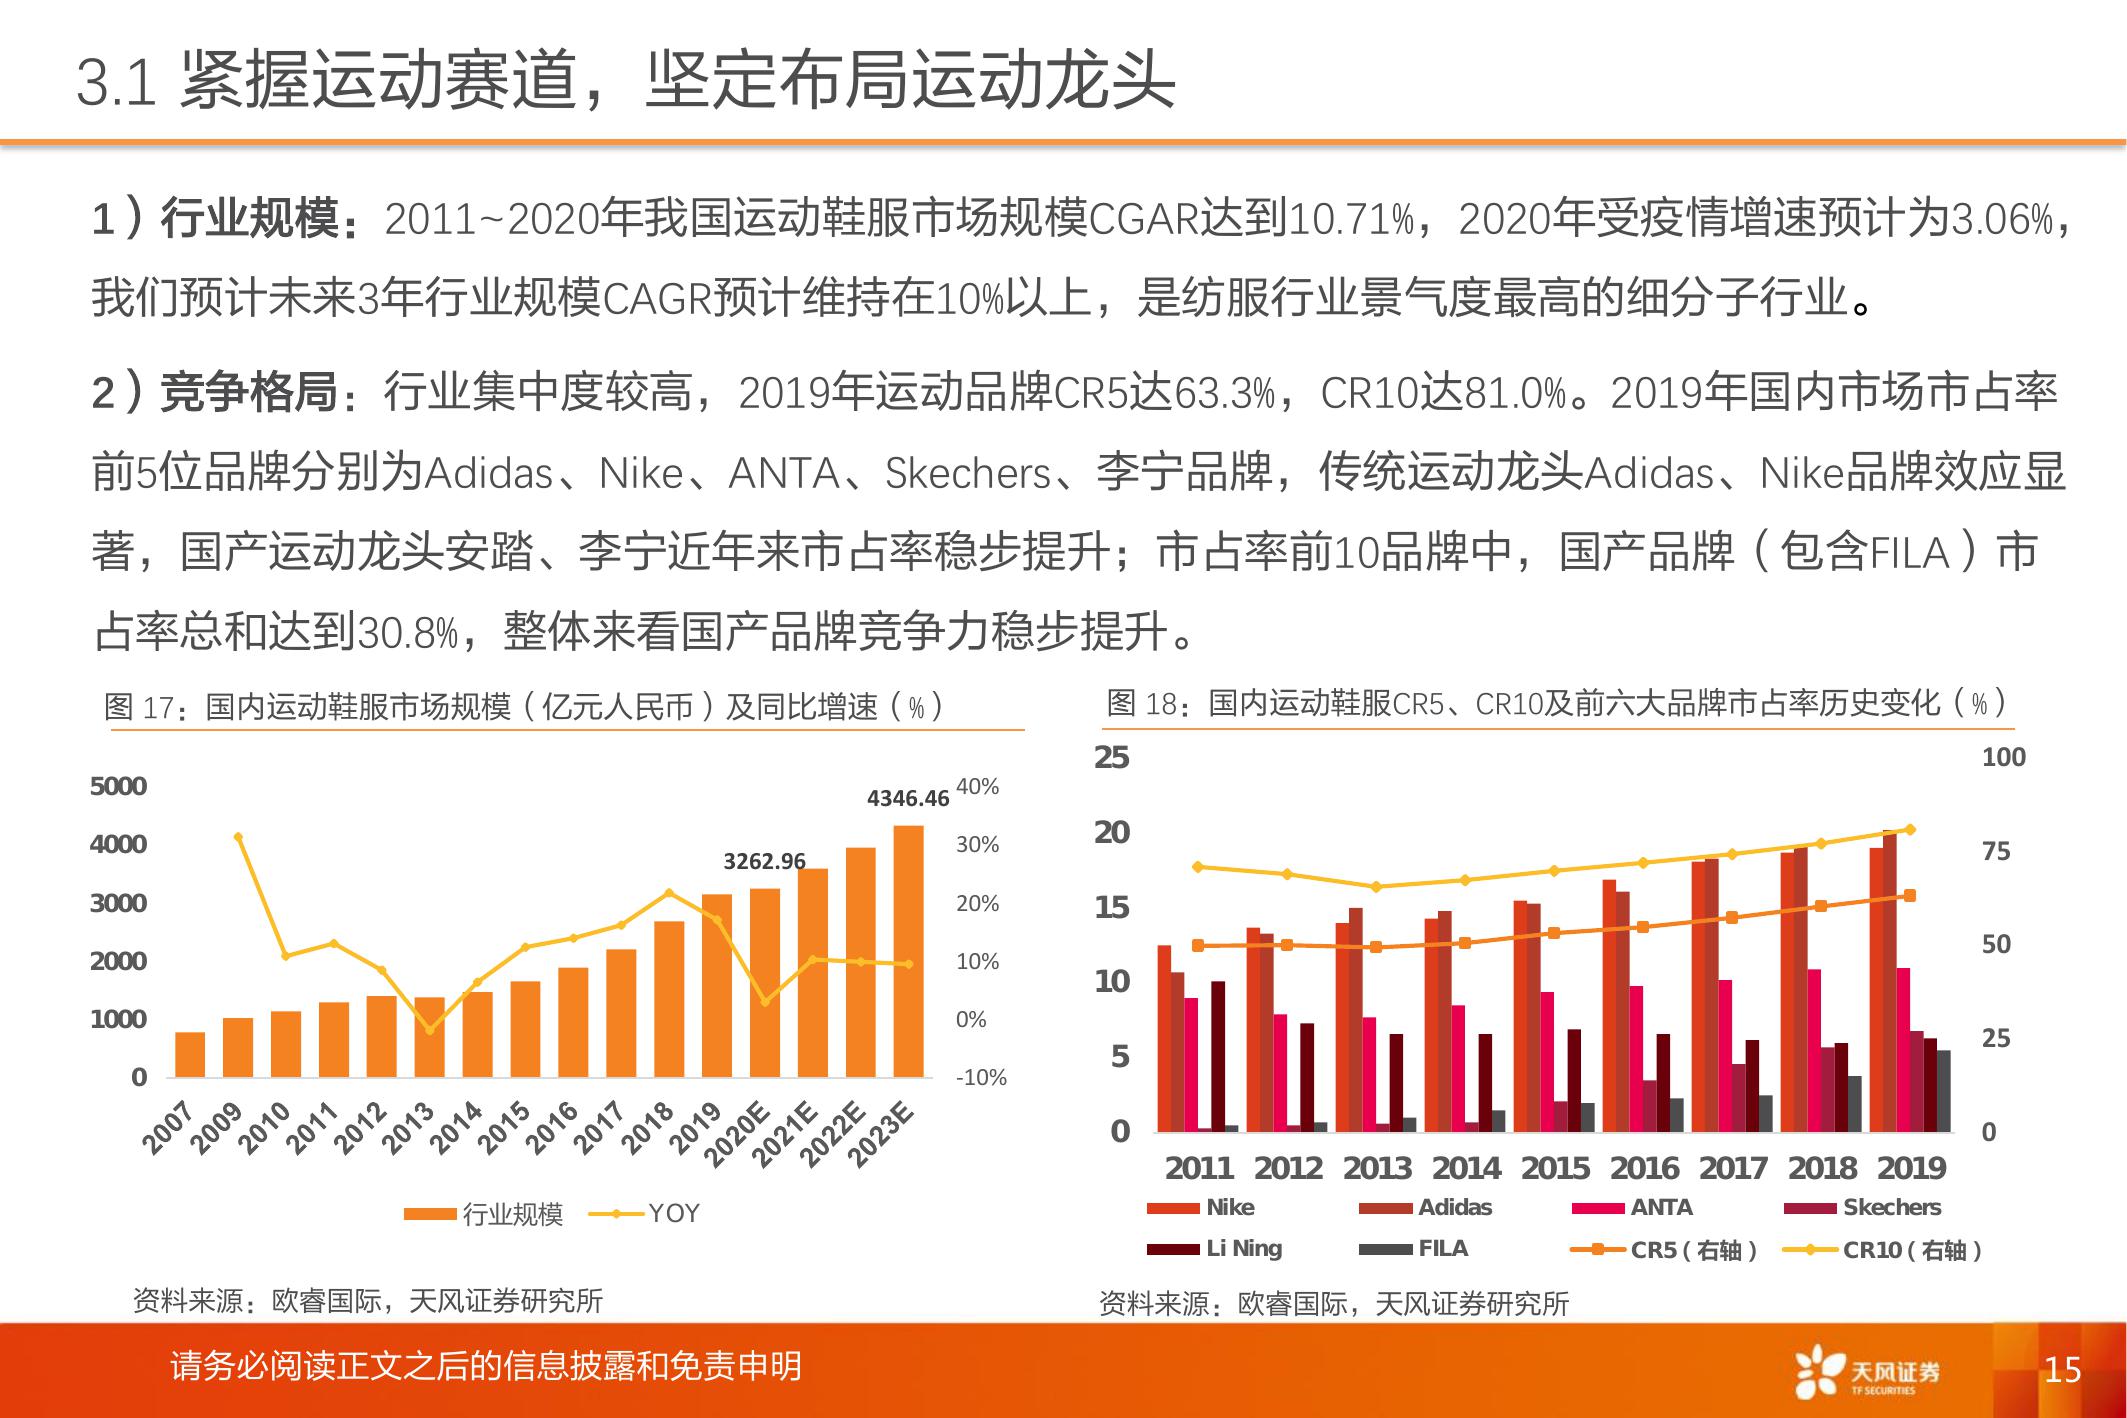 3.1 紧握运动赛道，坚定布局运动龙头
1）行业规模：2011~2020年我国运动鞋服市场规模CGAR达到10.71%，2020年受疫情增速预计为3.06%，
我们预计未来3年行业规模CAGR预计维持在10%以上，是纺服行业景气度最高的细分子行业。
2）竞争格局：行业集中度较高，2019年运动品牌CR5达63.3%，CR10达81.0%。2019年国内市场市占率
前5位品牌分别为Adidas、Nike、ANTA、Skechers、李宁品牌，传统运动龙头Adidas、Nike品牌效应显
著，国产运动龙头安踏、李宁近年来市占率稳步提升；市占率前10品牌中，国产品牌（包含FILA）市
占率总和达到30.8%，整体来看国产品牌竞争力稳步提升。
图 17：国内运动鞋服市场规模（亿元人民币）及同比增速（%）
5000
4000
3000
2000
1000
0
3262.96
4346.46
40%
30%
20%
10%
0%
-10%
2007 2009 2010 2011 2012 2013 2014 2015 2016 2017 2018 2019 2020E 2021E 2022E 2023E
行业规模 YOY
资料来源：欧睿国际，天风证券研究所
图 18：国内运动鞋服CR5、CR10及前六大品牌市占率历史变化（%）
25
20
15
10
5
0
100
75
50
25
0
2011 2012 2013 2014 2015 2016 2017 2018 2019
Nike Adidas ANTA Skechers
Li Ning FILA CR5（右轴） CR10（右轴）
资料来源：欧睿国际，天风证券研究所
请务必阅读正文之后的信息披露和免责申明
天风证券
TF SECURITIES
15